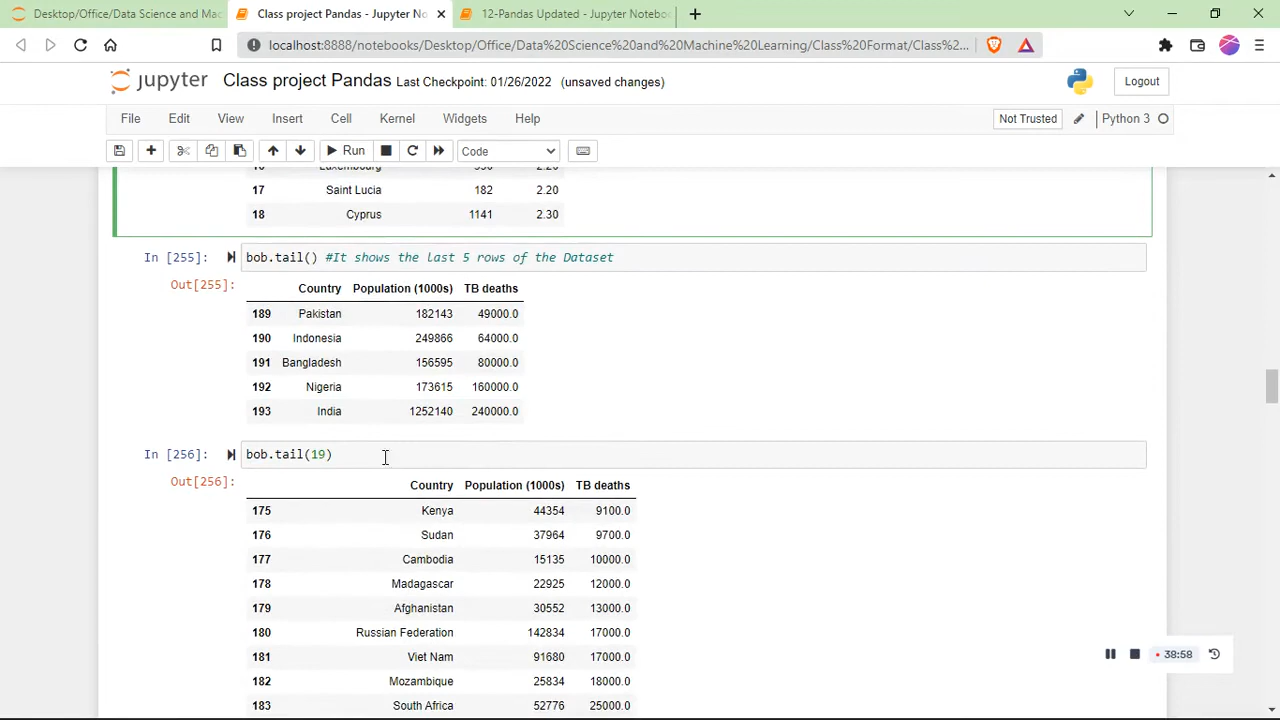 Desktop/Office/Data Science and Mac
Class project Pandas - Jupyter No
12-Pandas Updated - Jupyter Notebo
localhost:8888/notebooks/Desktop/Office/Data%20Science%20and%20Machine%20Learning/Class%20Format/Class%2...
jupyter Class project Pandas Last Checkpoint: 01/26/2022 (unsaved changes)
Logout
File Edit View Insert Cell Kernel Widgets Help
Not Trusted
Python 3
Run
Code
17 Saint Lucia 182 2.20
18 Cyprus 1141 2.30
In [255]: bob.tail() #It shows the last 5 rows of the Dataset
Out[255]:
Country Population (1000s) TB deaths
189 Pakistan 182143 49000.0
190 Indonesia 249866 64000.0
191 Bangladesh 156595 80000.0
192 Nigeria 173615 160000.0
193 India 1252140 240000.0
In [256]: bob.tail(19)
Out[256]:
Country Population (1000s) TB deaths
175 Kenya 44354 9100.0
176 Sudan 37964 9700.0
177 Cambodia 15135 10000.0
178 Madagascar 22925 12000.0
179 Afghanistan 30552 13000.0
180 Russian Federation 142834 17000.0
181 Viet Nam 91680 17000.0
182 Mozambique 25834 18000.0
183 South Africa 52776 25000.0
38:58